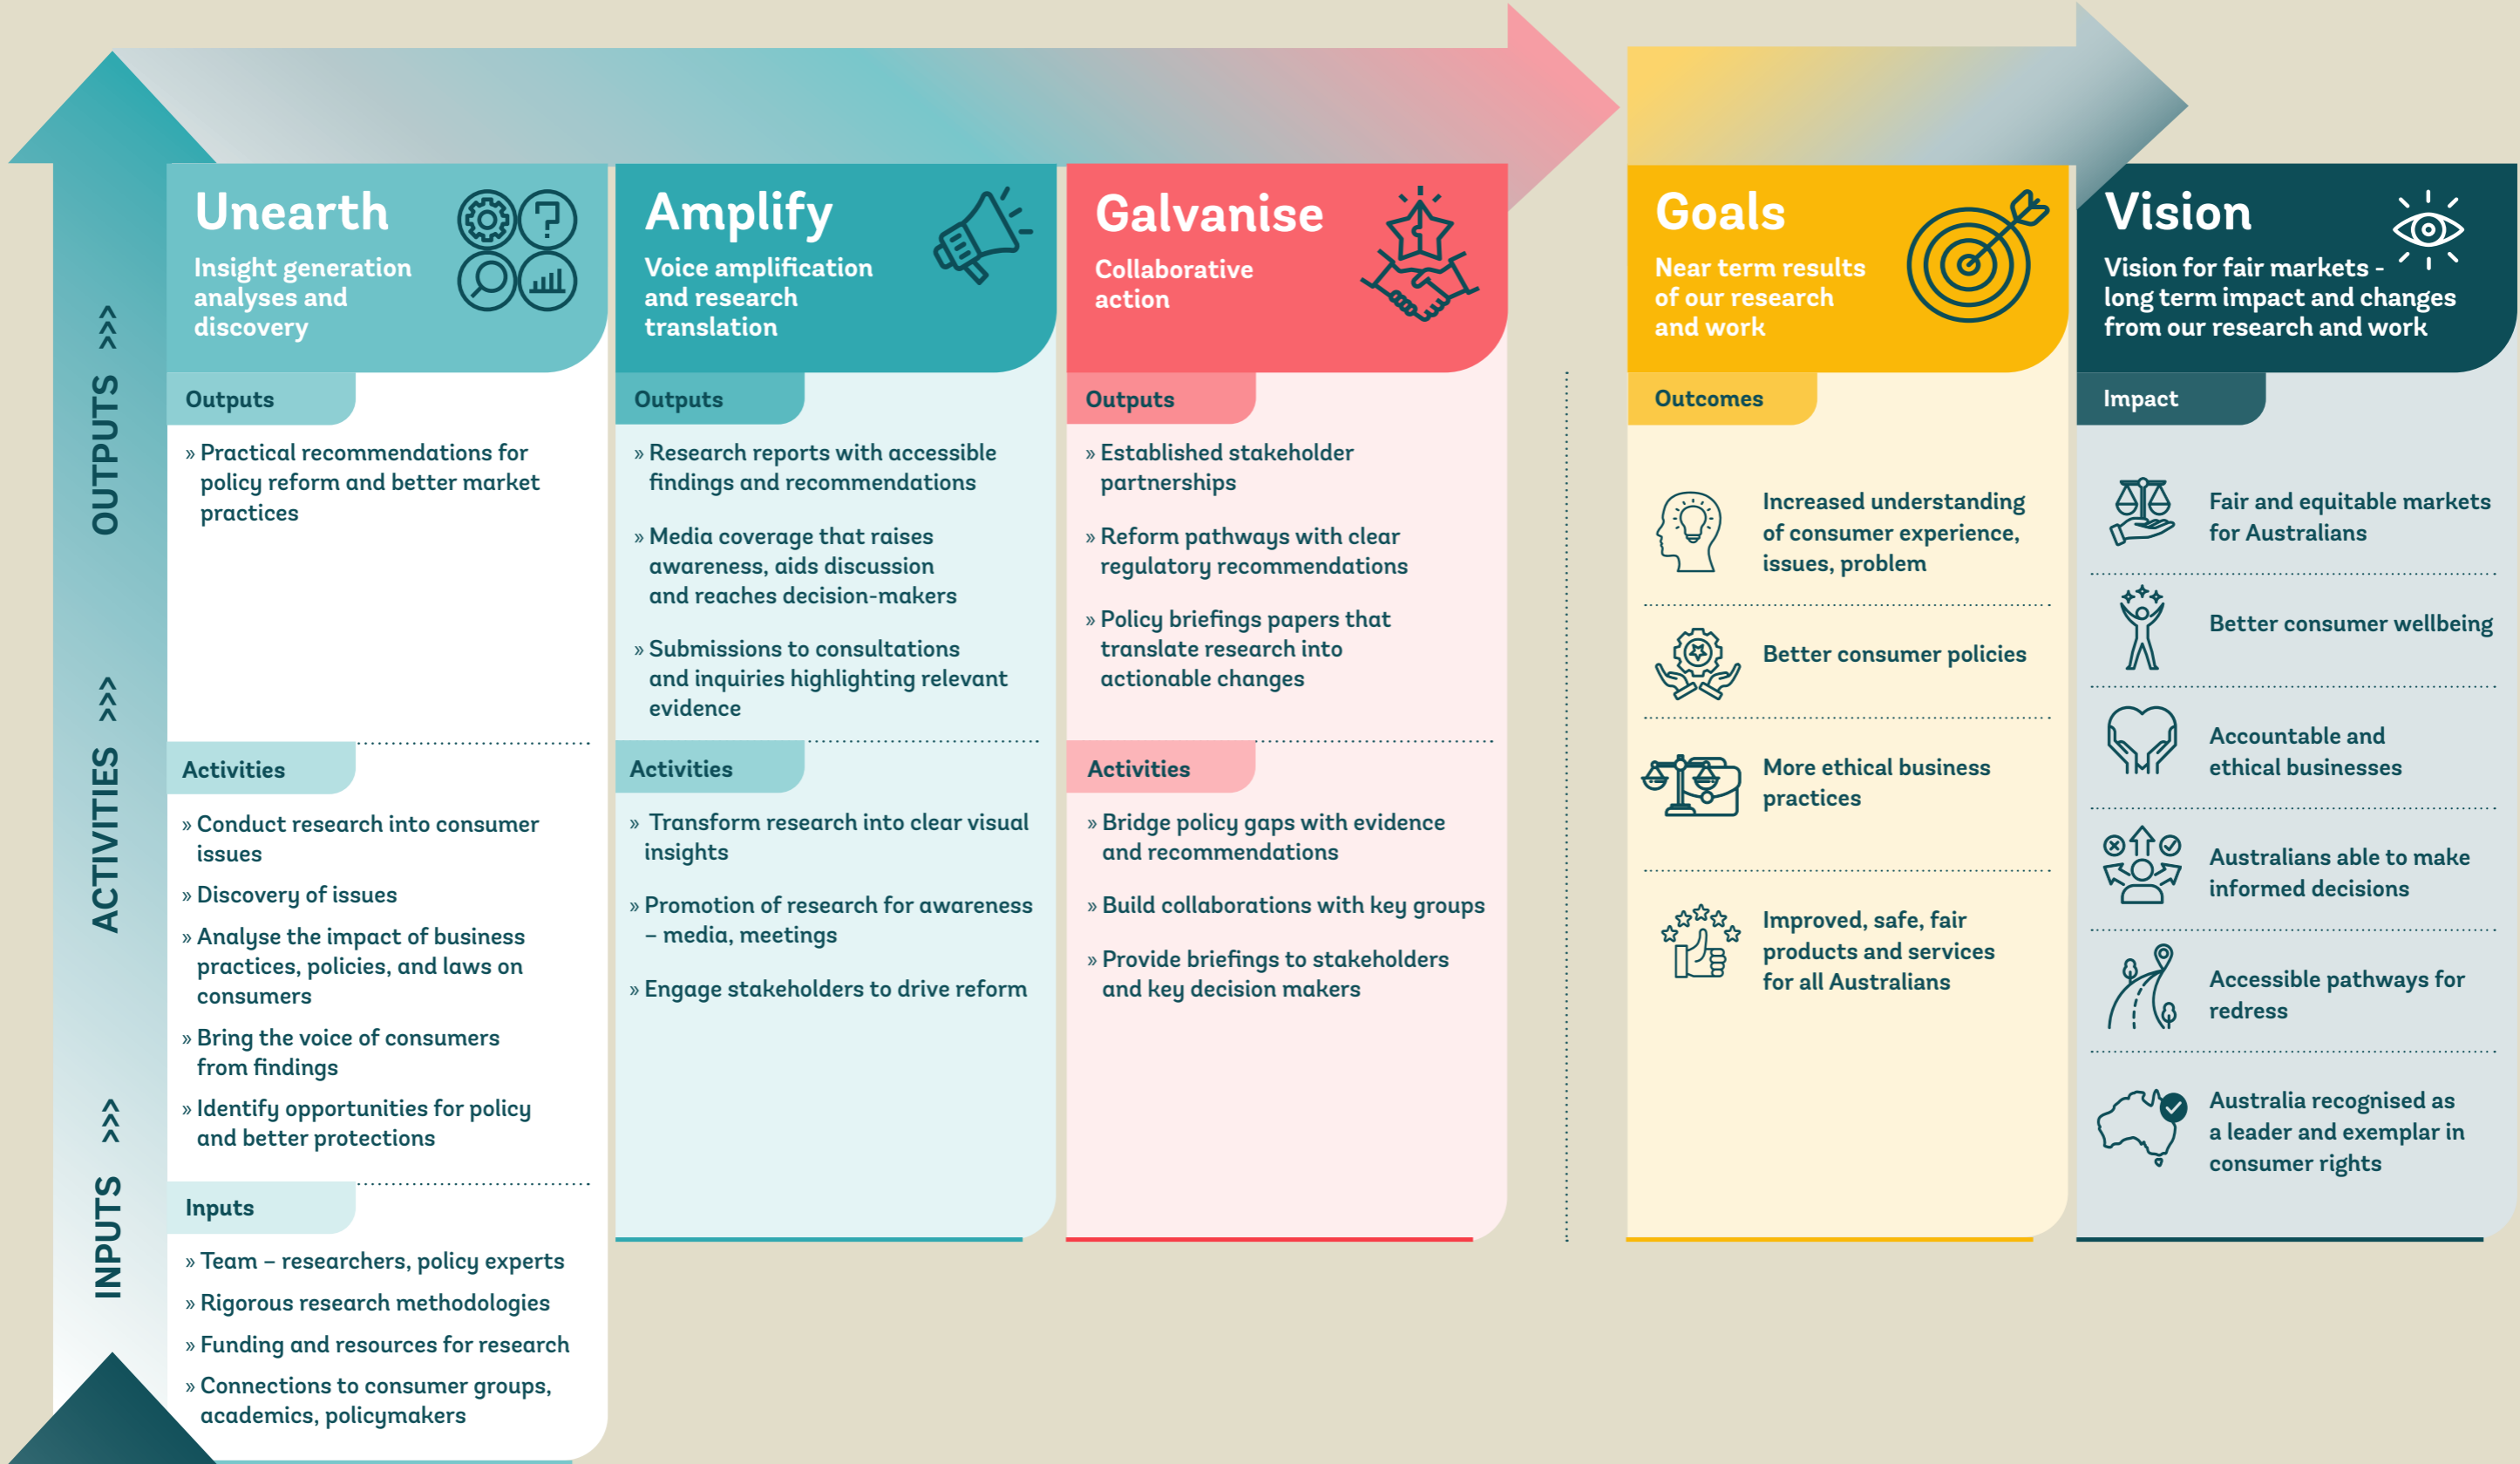 OUTPUTS >>>
ACTIVITIES >>>
INPUTS >>>
Unearth
Insight generation
analyses and
discovery
Outputs
» Practical recommendations for
policy reform and better market
practices
Activities
» Conduct research into consumer
issues
» Discovery of issues
» Analyse the impact of business
practices, policies, and laws on
consumers
» Bring the voice of consumers
from findings
» Identify opportunities for policy
and better protections
Inputs
» Team – researchers, policy experts
» Rigorous research methodologies
» Funding and resources for research
» Connections to consumer groups,
academics, policymakers
Amplify
Voice amplification
and research
translation
Outputs
» Research reports with accessible
findings and recommendations
» Media coverage that raises
awareness, aids discussion
and reaches decision-makers
» Submissions to consultations
and inquiries highlighting relevant
evidence
Activities
» Transform research into clear visual
insights
» Promotion of research for awareness
– media, meetings
» Engage stakeholders to drive reform
Galvanise
Collaborative
action
Outputs
» Established stakeholder
partnerships
» Reform pathways with clear
regulatory recommendations
» Policy briefings papers that
translate research into
actionable changes
Activities
» Bridge policy gaps with evidence
and recommendations
» Build collaborations with key groups
» Provide briefings to stakeholders
and key decision makers
Goals
Near term results
of our research
and work
Outcomes
Increased understanding
of consumer experience,
issues, problem
Better consumer policies
More ethical business
practices
Improved, safe, fair
products and services
for all Australians
Vision
Vision for fair markets -
long term impact and changes
from our research and work
Impact
Fair and equitable markets
for Australians
Better consumer wellbeing
Accountable and
ethical businesses
Australians able to make
informed decisions
Accessible pathways for
redress
Australia recognised as
a leader and exemplar in
consumer rights